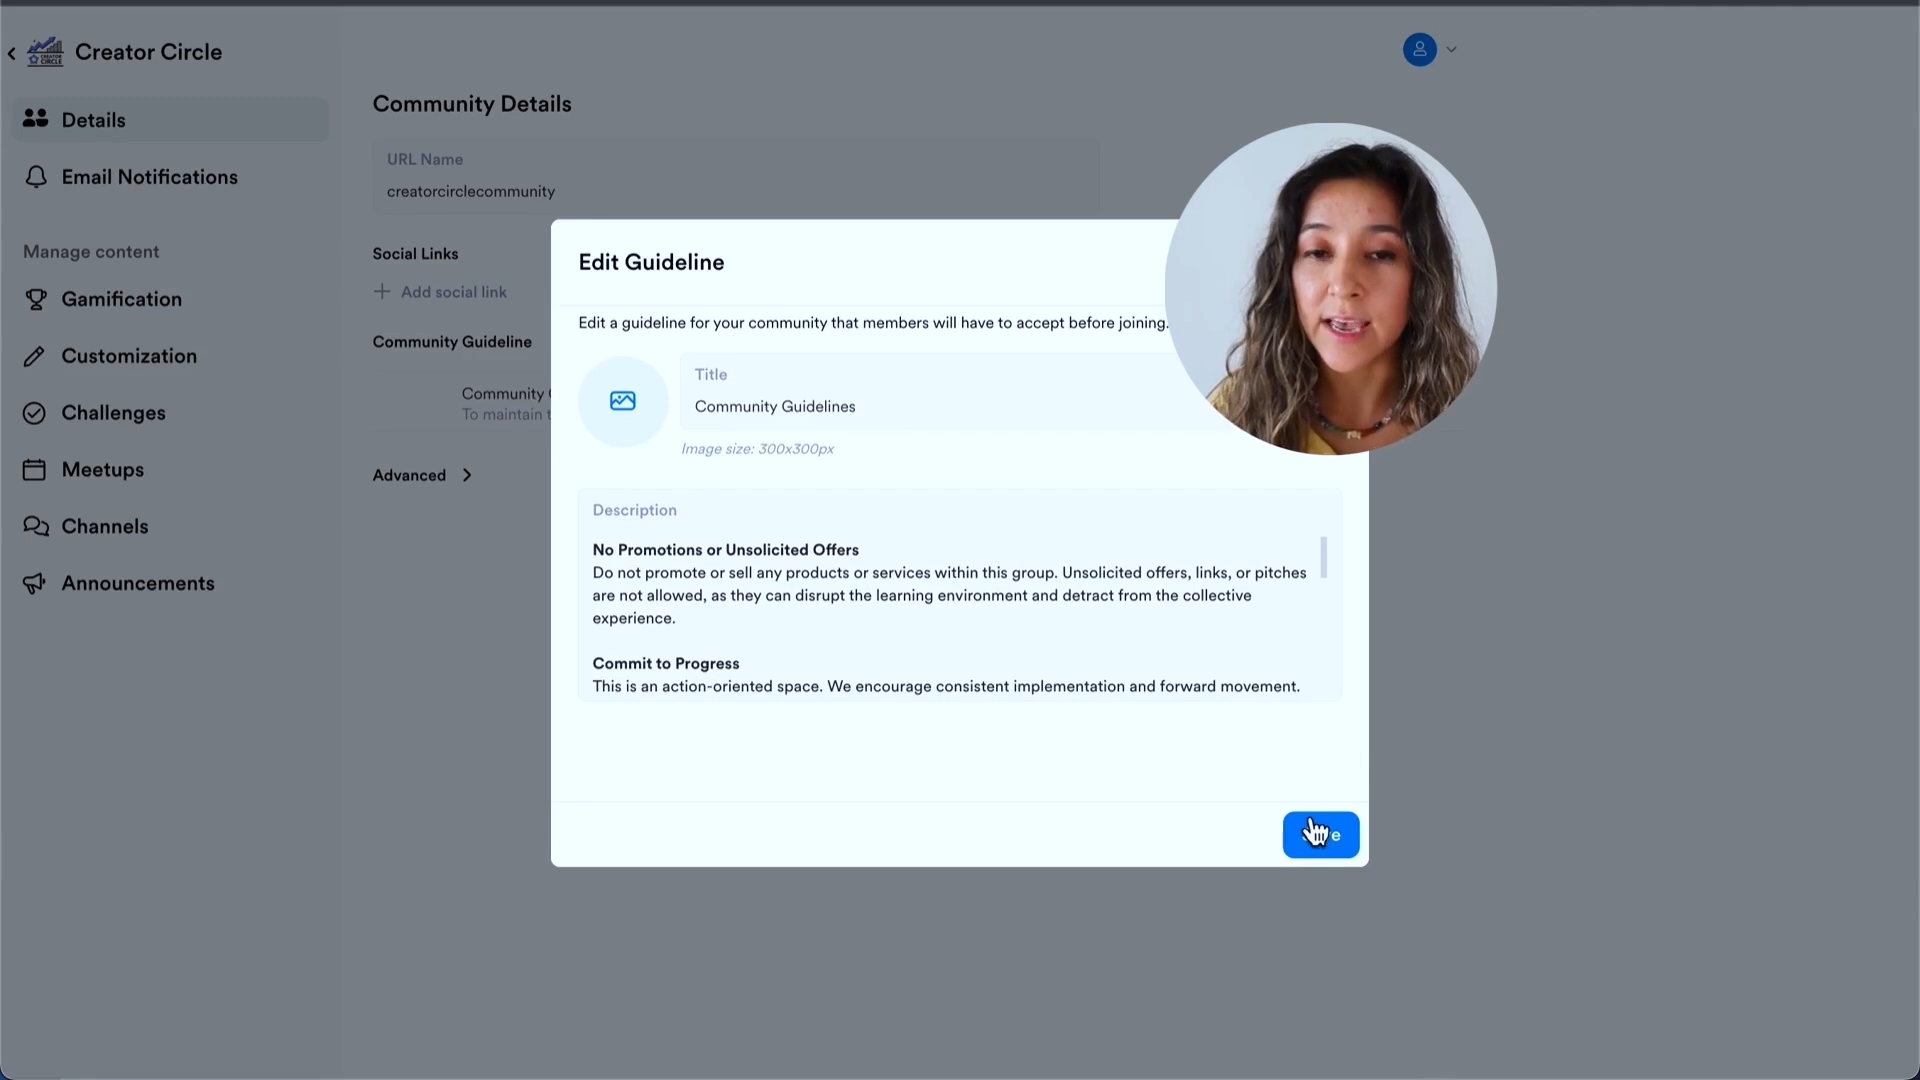 Creator Circle
CREATOR
CIRCLE
Details
Email Notifications
Manage content
Gamification
Customization
Challenges
Meetups
Channels
Announcements
Community Details
URL Name
creatorcirclecommunity
Social Links
Add social link
Community Guideline
Community
To maintain
Advanced
Edit Guideline
Edit a guideline for your community that members will have to accept before joining.
Title
Community Guidelines
Image size: 300x300px
Description
No Promotions or Unsolicited Offers
Do not promote or sell any products or services within this group. Unsolicited offers, links, or pitches
are not allowed, as they can disrupt the learning environment and detract from the collective
experience.
Commit to Progress
This is an action-oriented space. We encourage consistent implementation and forward movement.